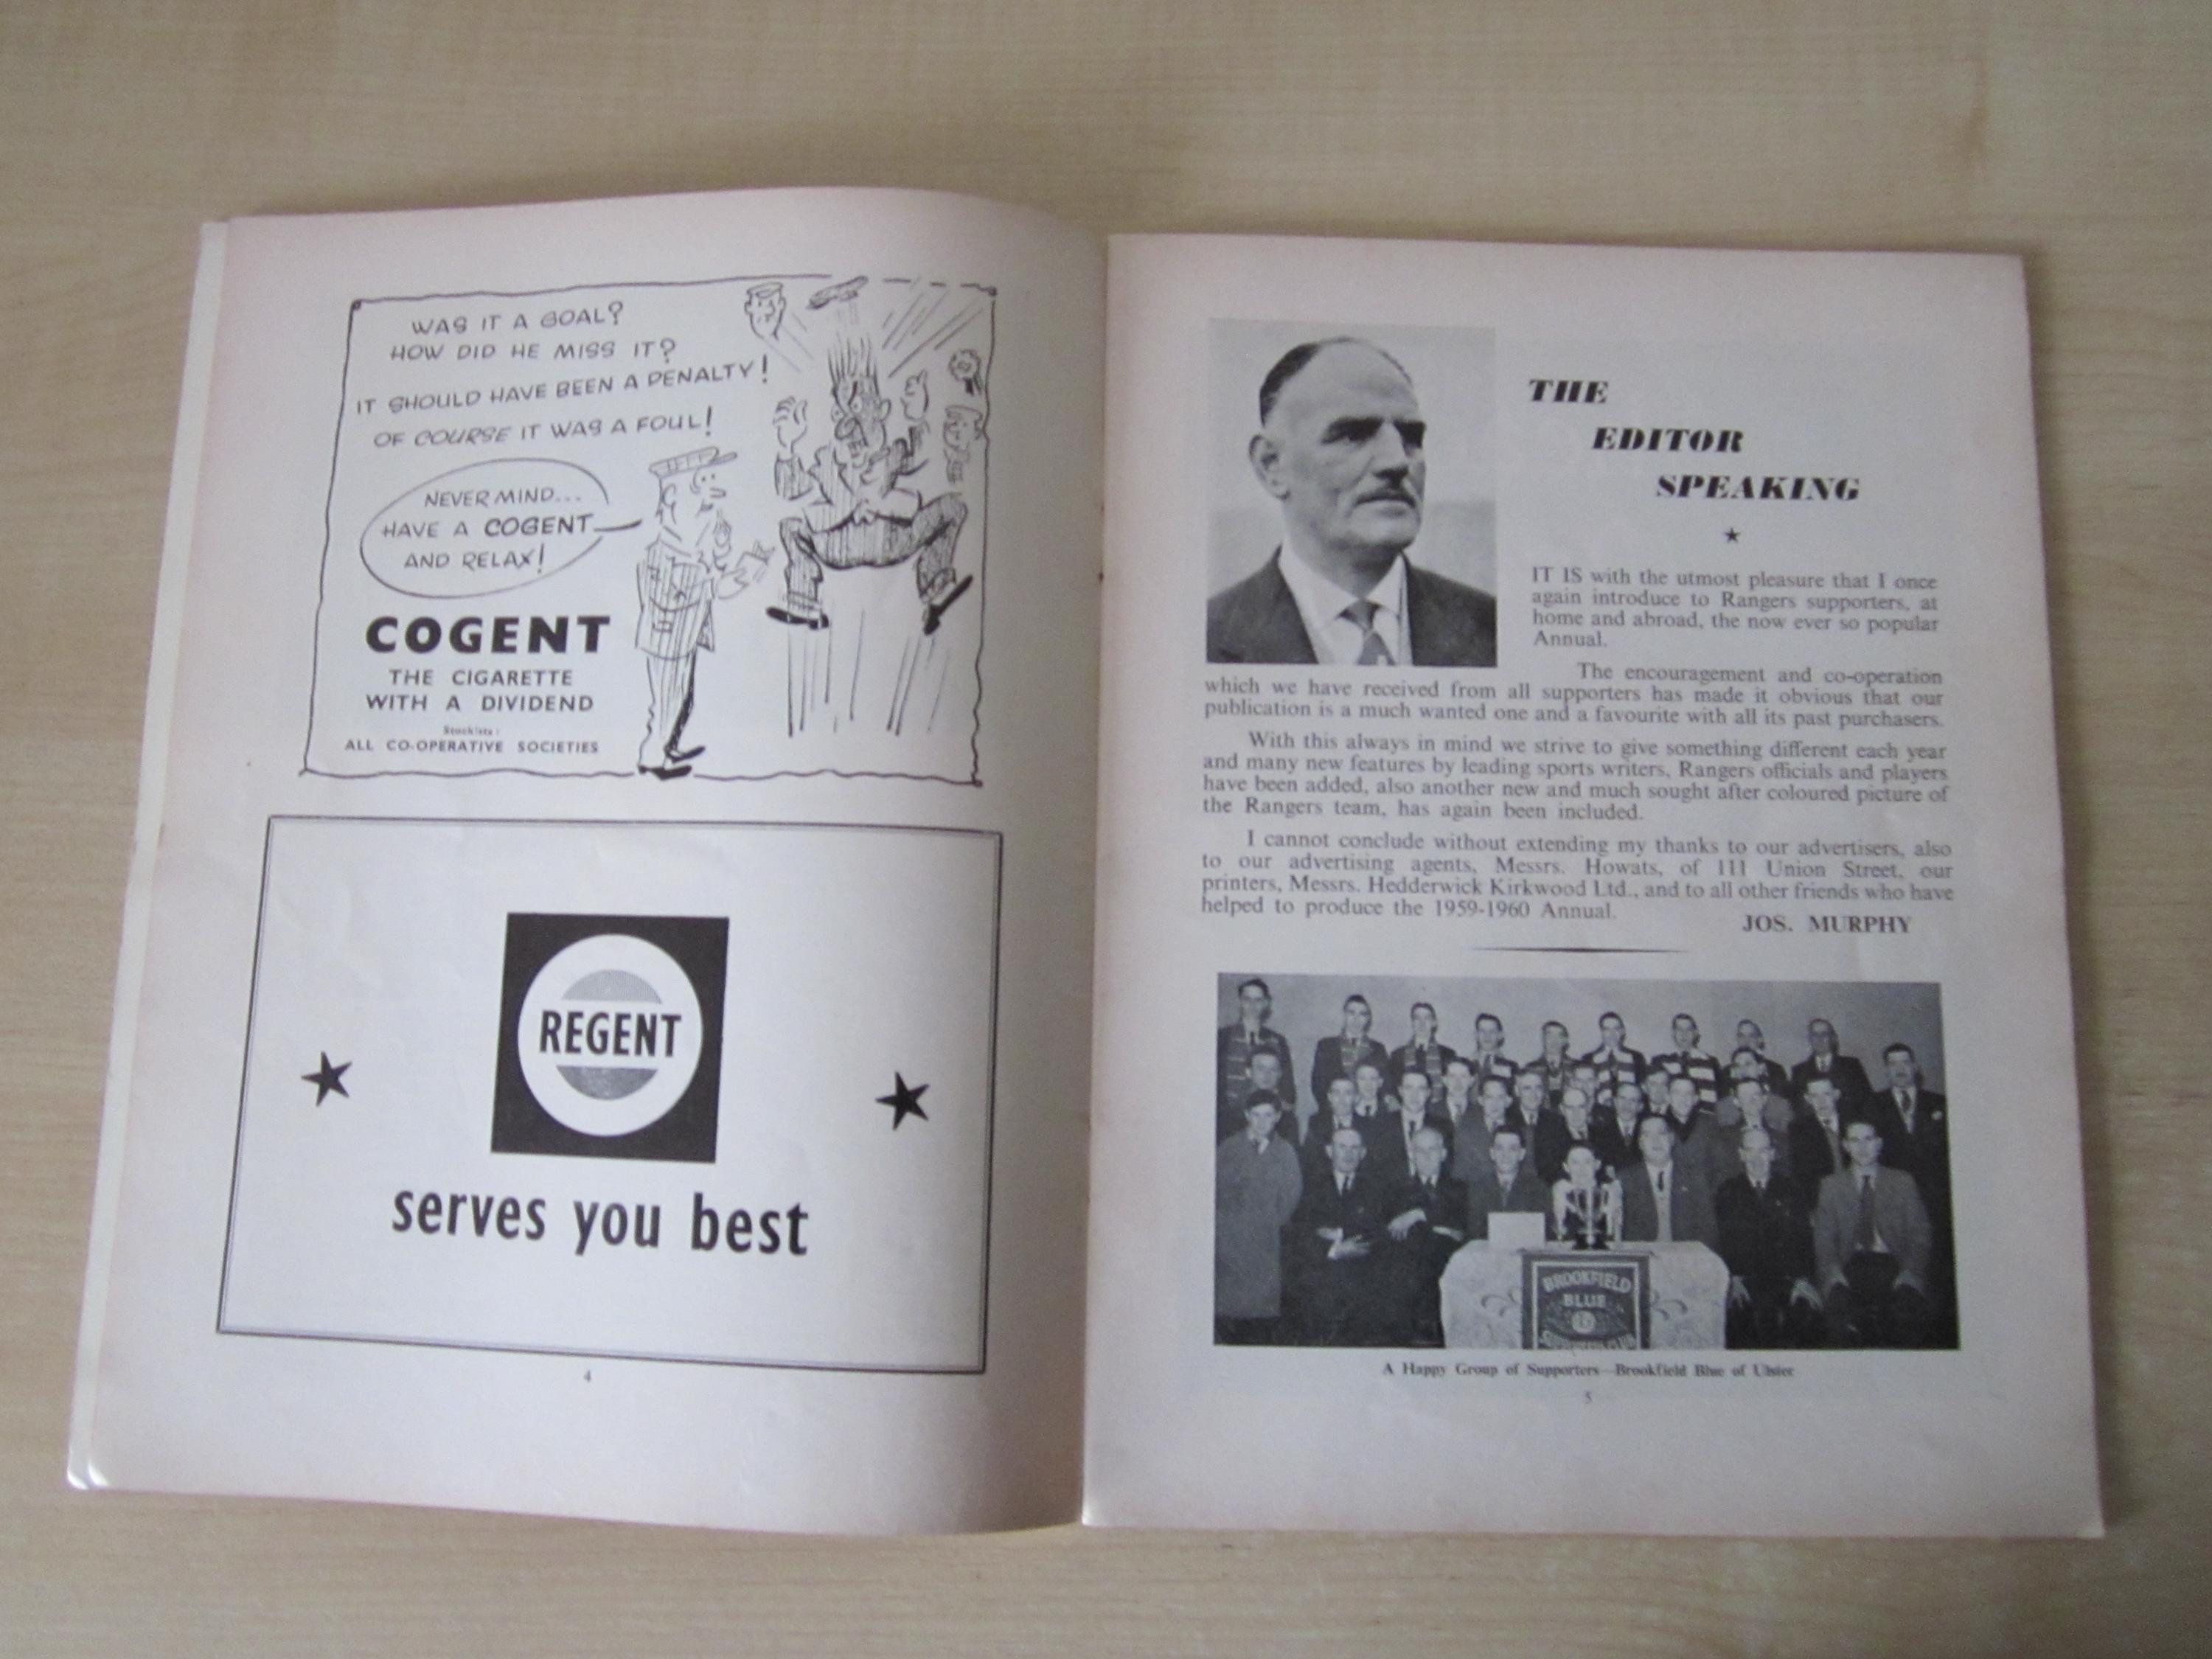 WAS IT A GOAL?
HOW DID HE MISS IT?
IT SHOULD HAVE BEEN A PENALTY!
OF COURSE IT WAS A FOUL!
NEVER MIND...
HAVE A COGENT
AND RELAX!
COGENT
THE CIGARETTE
WITH A DIVIDEND
Stockists:
ALL CO-OPERATIVE SOCIETIES
REGENT
serves you best
4
THE
EDITOR
SPEAKING
IT IS with the utmost pleasure that I once
again introduce to Rangers supporters, at
home and abroad, the now ever so popular
Annual.
The encouragement and co-operation
which we have received from all supporters has made it obvious that our
publication is a much wanted one and a favourite with all its past purchasers.
With this always in mind we strive to give something different each year
and many new features by leading sports writers, Rangers officials and players
have been added, also another new and much sought after coloured picture of
the Rangers team, has again been included.
I cannot conclude without extending my thanks to our advertisers, also
to our advertising agents, Messrs. Howats, of 111 Union Street, our
printers, Messrs. Hedderwick Kirkwood Ltd., and to all other friends who have
helped to produce the 1959-1960 Annual.
JOS. MURPHY
BROOKFIELD
BLUE
A Happy Group of Supporters—Brookfield Blue of Ulster
5